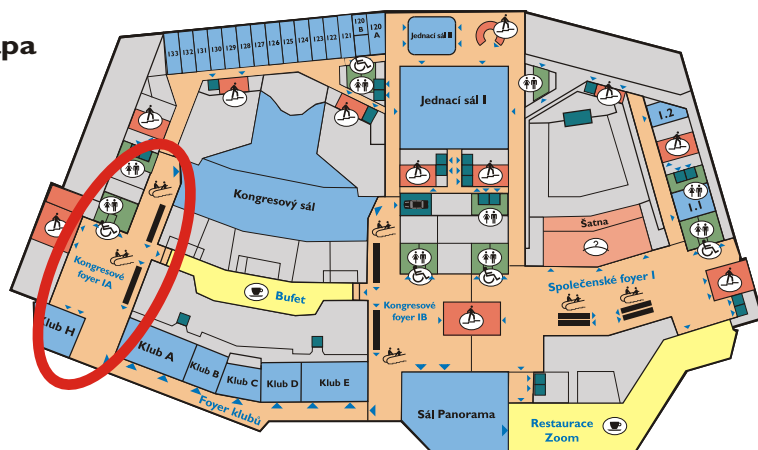 apa
133 132 131 130 129 128 127 126 125 124 123 122 121 120 B 120 A
Jednací sál II
Jednací sál I
1.2
1.1
Kongresový sál
Šatna
2
Kongresové
foyer IA
Bufet
Kongresové
foyer IB
Společenské foyer I
Klub H
Klub A
Klub B
Klub C
Klub D
Klub E
Foyer klubů
Sál Panorama
Restaurace
Zoom